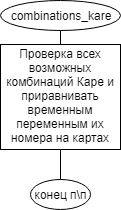 combinations_kare
Проверка всех
возможных
комбинаций Каре и
приравнивать
временным
переменным их
номера на картах
конец п\п